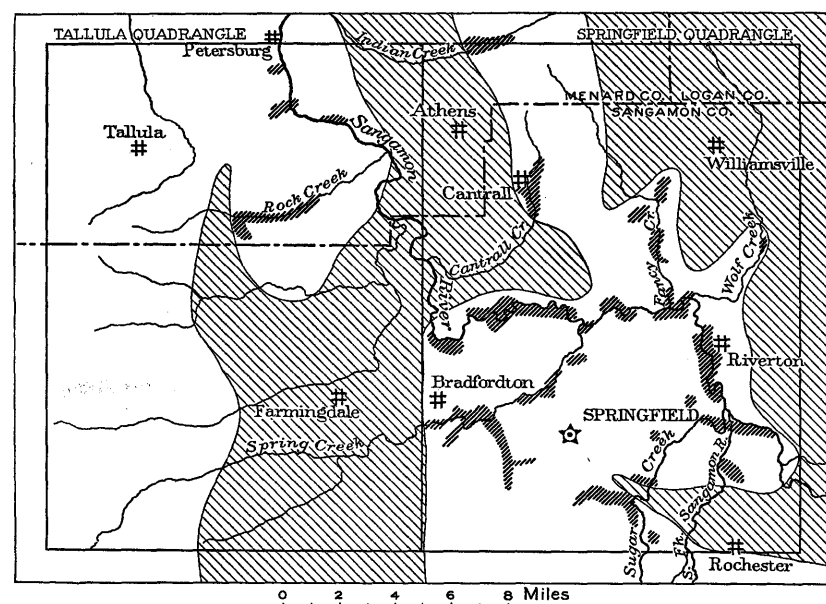 TALLULA QUADRANGLE
SPRINGFIELD QUADRANGLE
Petersburg
Indian Creek
MENARD CO.
LOGAN CO.
SANGAMON CO.
Athens
Tallula
Sangamon
Williamsville
Cantrall
Rock Creek
Cantrall Cr.
Fancy Cr.
Wolf Creek
River
Riverton
Bradfordton
Farmingdale
SPRINGFIELD
Spring Creek
Creek
Sugar
S. Fk. Sangamon R.
Rochester
0 2 4 6 8 Miles